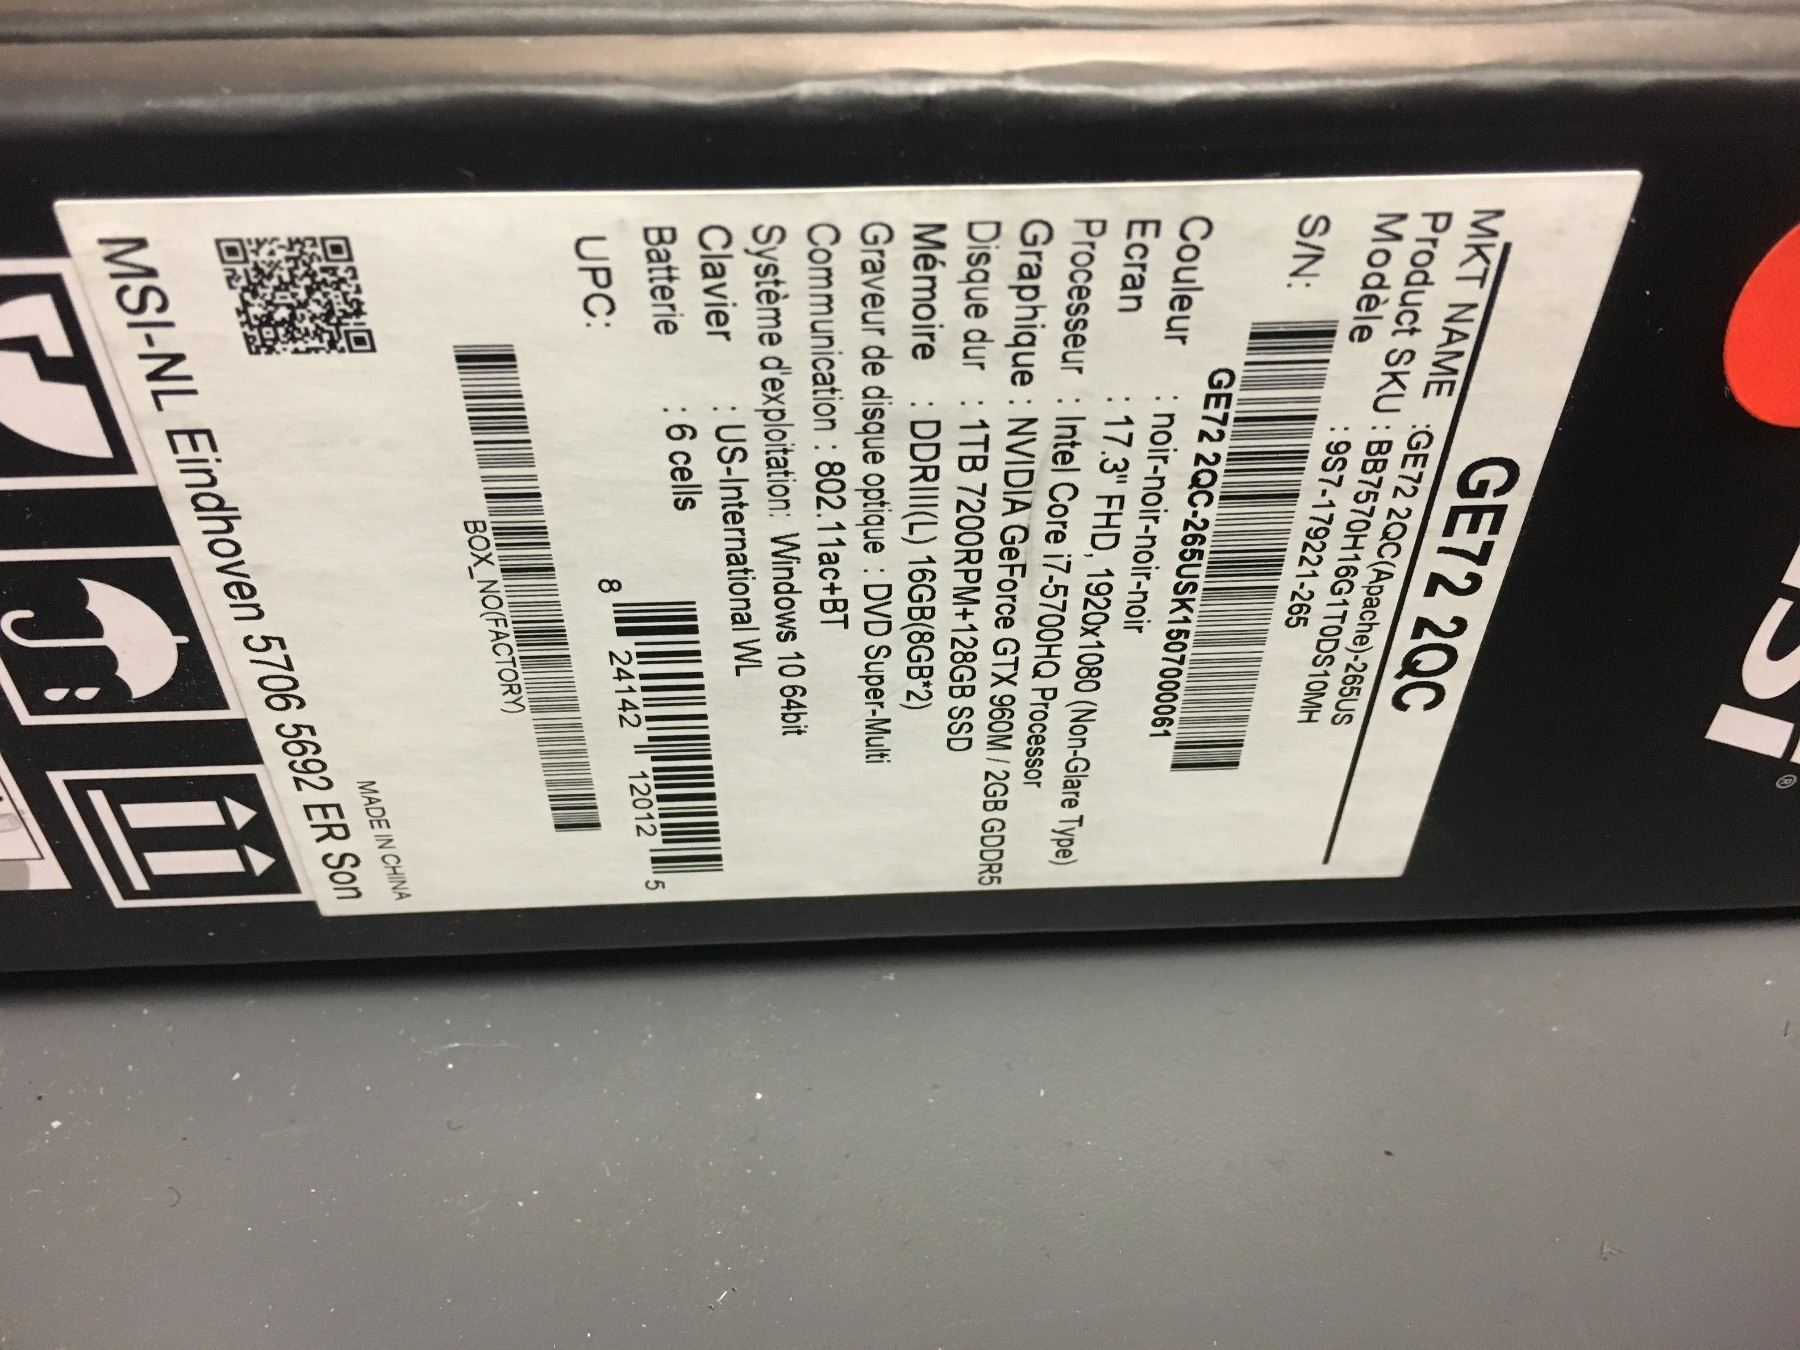 MSI®
GE72 2QC
MKT NAME :GE72 2QC(Apache)-265US
Product SKU : BB7570H16G1T0DS10MH
Modèle : 9S7-179221-265
S/N:
GE72 2QC-265USK1507000061
Couleur : noir-noir-noir-noir
Ecran : 17.3" FHD, 1920x1080 (Non-Glare Type)
Processeur : Intel Core i7-5700HQ Processor
Graphique : NVIDIA GeForce GTX 960M / 2GB GDDR5
Disque dur : 1TB 7200RPM+128GB SSD
Mémoire : DDRIII(L) 16GB(8GB*2)
Graveur de disque optique : DVD Super-Multi
Communication : 802.11ac+BT
Système d'exploitation: Windows 10 64bit
Clavier : US-International WL
Batterie : 6 cells
UPC:
8 24142 12012 5
BOX_NO(FACTORY)
MADE IN CHINA
MSI-NL Eindhoven 5706 5692 ER Son